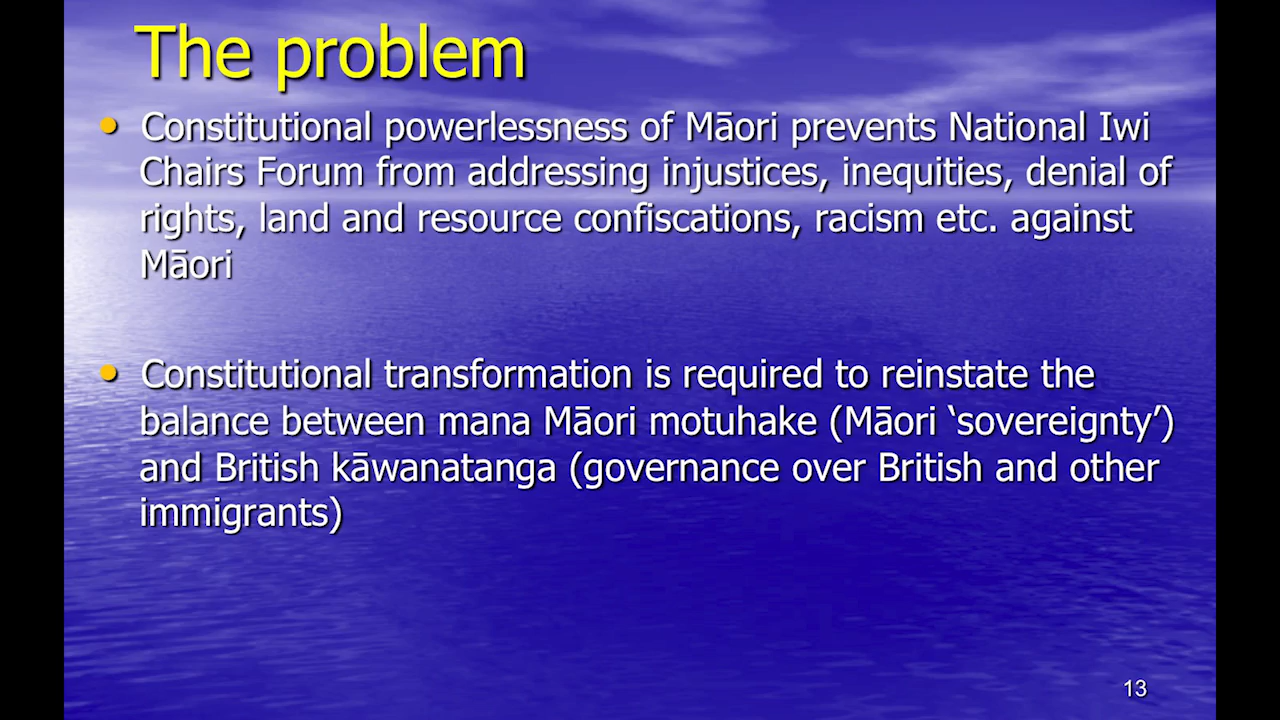 The problem
• Constitutional powerlessness of Māori prevents National Iwi
Chairs Forum from addressing injustices, inequities, denial of
rights, land and resource confiscations, racism etc. against
Māori
• Constitutional transformation is required to reinstate the
balance between mana Māori motuhake (Māori ‘sovereignty’)
and British kāwanatanga (governance over British and other
immigrants)
13